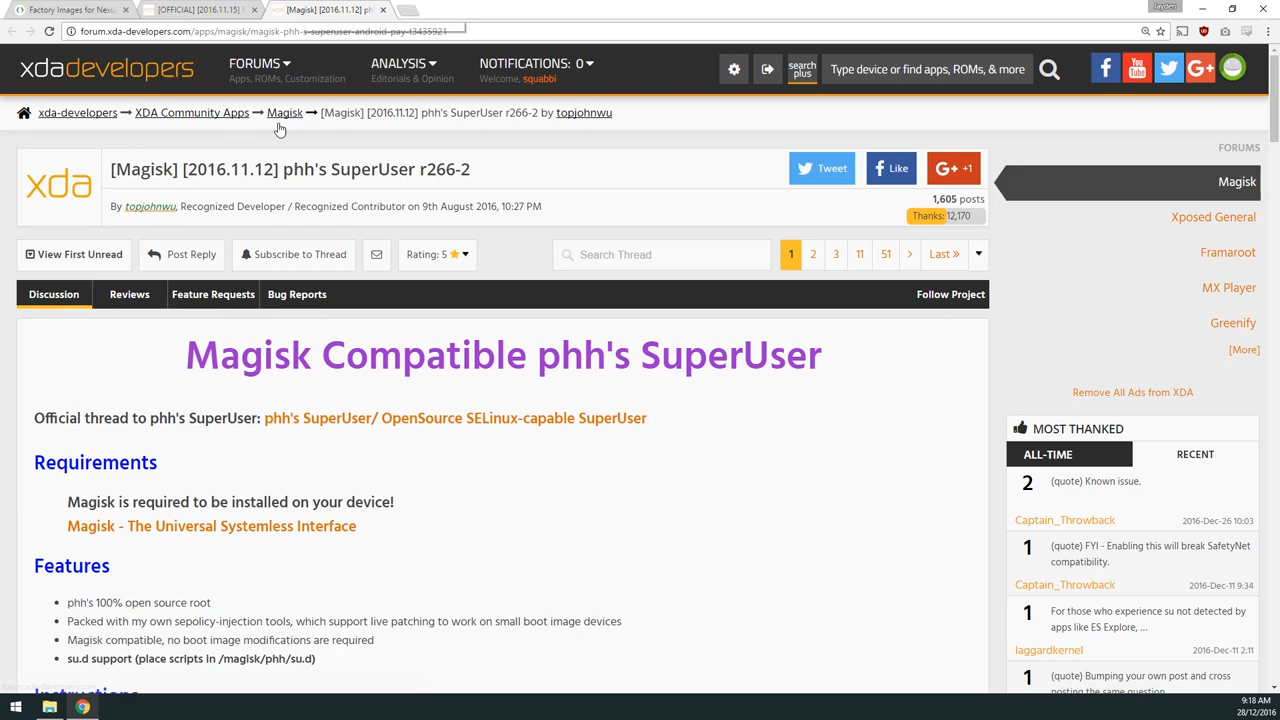 Factory Images for Nexu
[OFFICIAL] [2016.11.15] M
[Magisk] [2016.11.12] ph
Jayden
forum.xda-developers.com/apps/magisk/magisk-phh-s-superuser-android-pay-t3435921
xdadevelopers
FORUMS
Apps, ROMs, Customization
ANALYSIS
Editorials & Opinion
NOTIFICATIONS: 0
Welcome, squabbi
search
plus
Type device or find apps, ROMs, & more
xda-developers XDA Community Apps Magisk [Magisk] [2016.11.12] phh's SuperUser r266-2 by topjohnwu
FORUMS
xda
[Magisk] [2016.11.12] phh's SuperUser r266-2
Tweet
Like
G+ +1
Magisk
By topjohnwu, Recognized Developer / Recognized Contributor on 9th August 2016, 10:27 PM
1,605 posts
Thanks: 12,170
Xposed General
View First Unread
Post Reply
Subscribe to Thread
Rating: 5
Search Thread
1 2 3 11 51 > Last »
Framaroot
MX Player
Discussion Reviews Feature Requests Bug Reports Follow Project
Greenify
[More]
Magisk Compatible phh's SuperUser
Remove All Ads from XDA
Official thread to phh's SuperUser: phh's SuperUser/ OpenSource SELinux-capable SuperUser
Requirements
Magisk is required to be installed on your device!
Magisk - The Universal Systemless Interface
Features
• phh's 100% open source root
• Packed with my own sepolicy-injection tools, which support live patching to work on small boot image devices
• Magisk compatible, no boot image modifications are required
• su.d support (place scripts in /magisk/phh/su.d)
Instructions
MOST THANKED
ALL-TIME RECENT
2 (quote) Known issue.
Captain_Throwback 2016-Dec-26 10:03
1 (quote) FYI - Enabling this will break SafetyNet
compatibility.
Captain_Throwback 2016-Dec-11 9:34
1 For those who experience su not detected by
apps like ES Explore, ...
laggardkernel 2016-Dec-11 2:11
1 (quote) Bumping your own post and cross
posting the same question
9:18 AM
28/12/2016